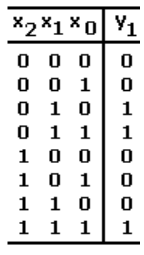 x2 x1 x0 y1
0 0 0 0
0 0 1 0
0 1 0 1
0 1 1 1
1 0 0 0
1 0 1 0
1 1 0 0
1 1 1 1